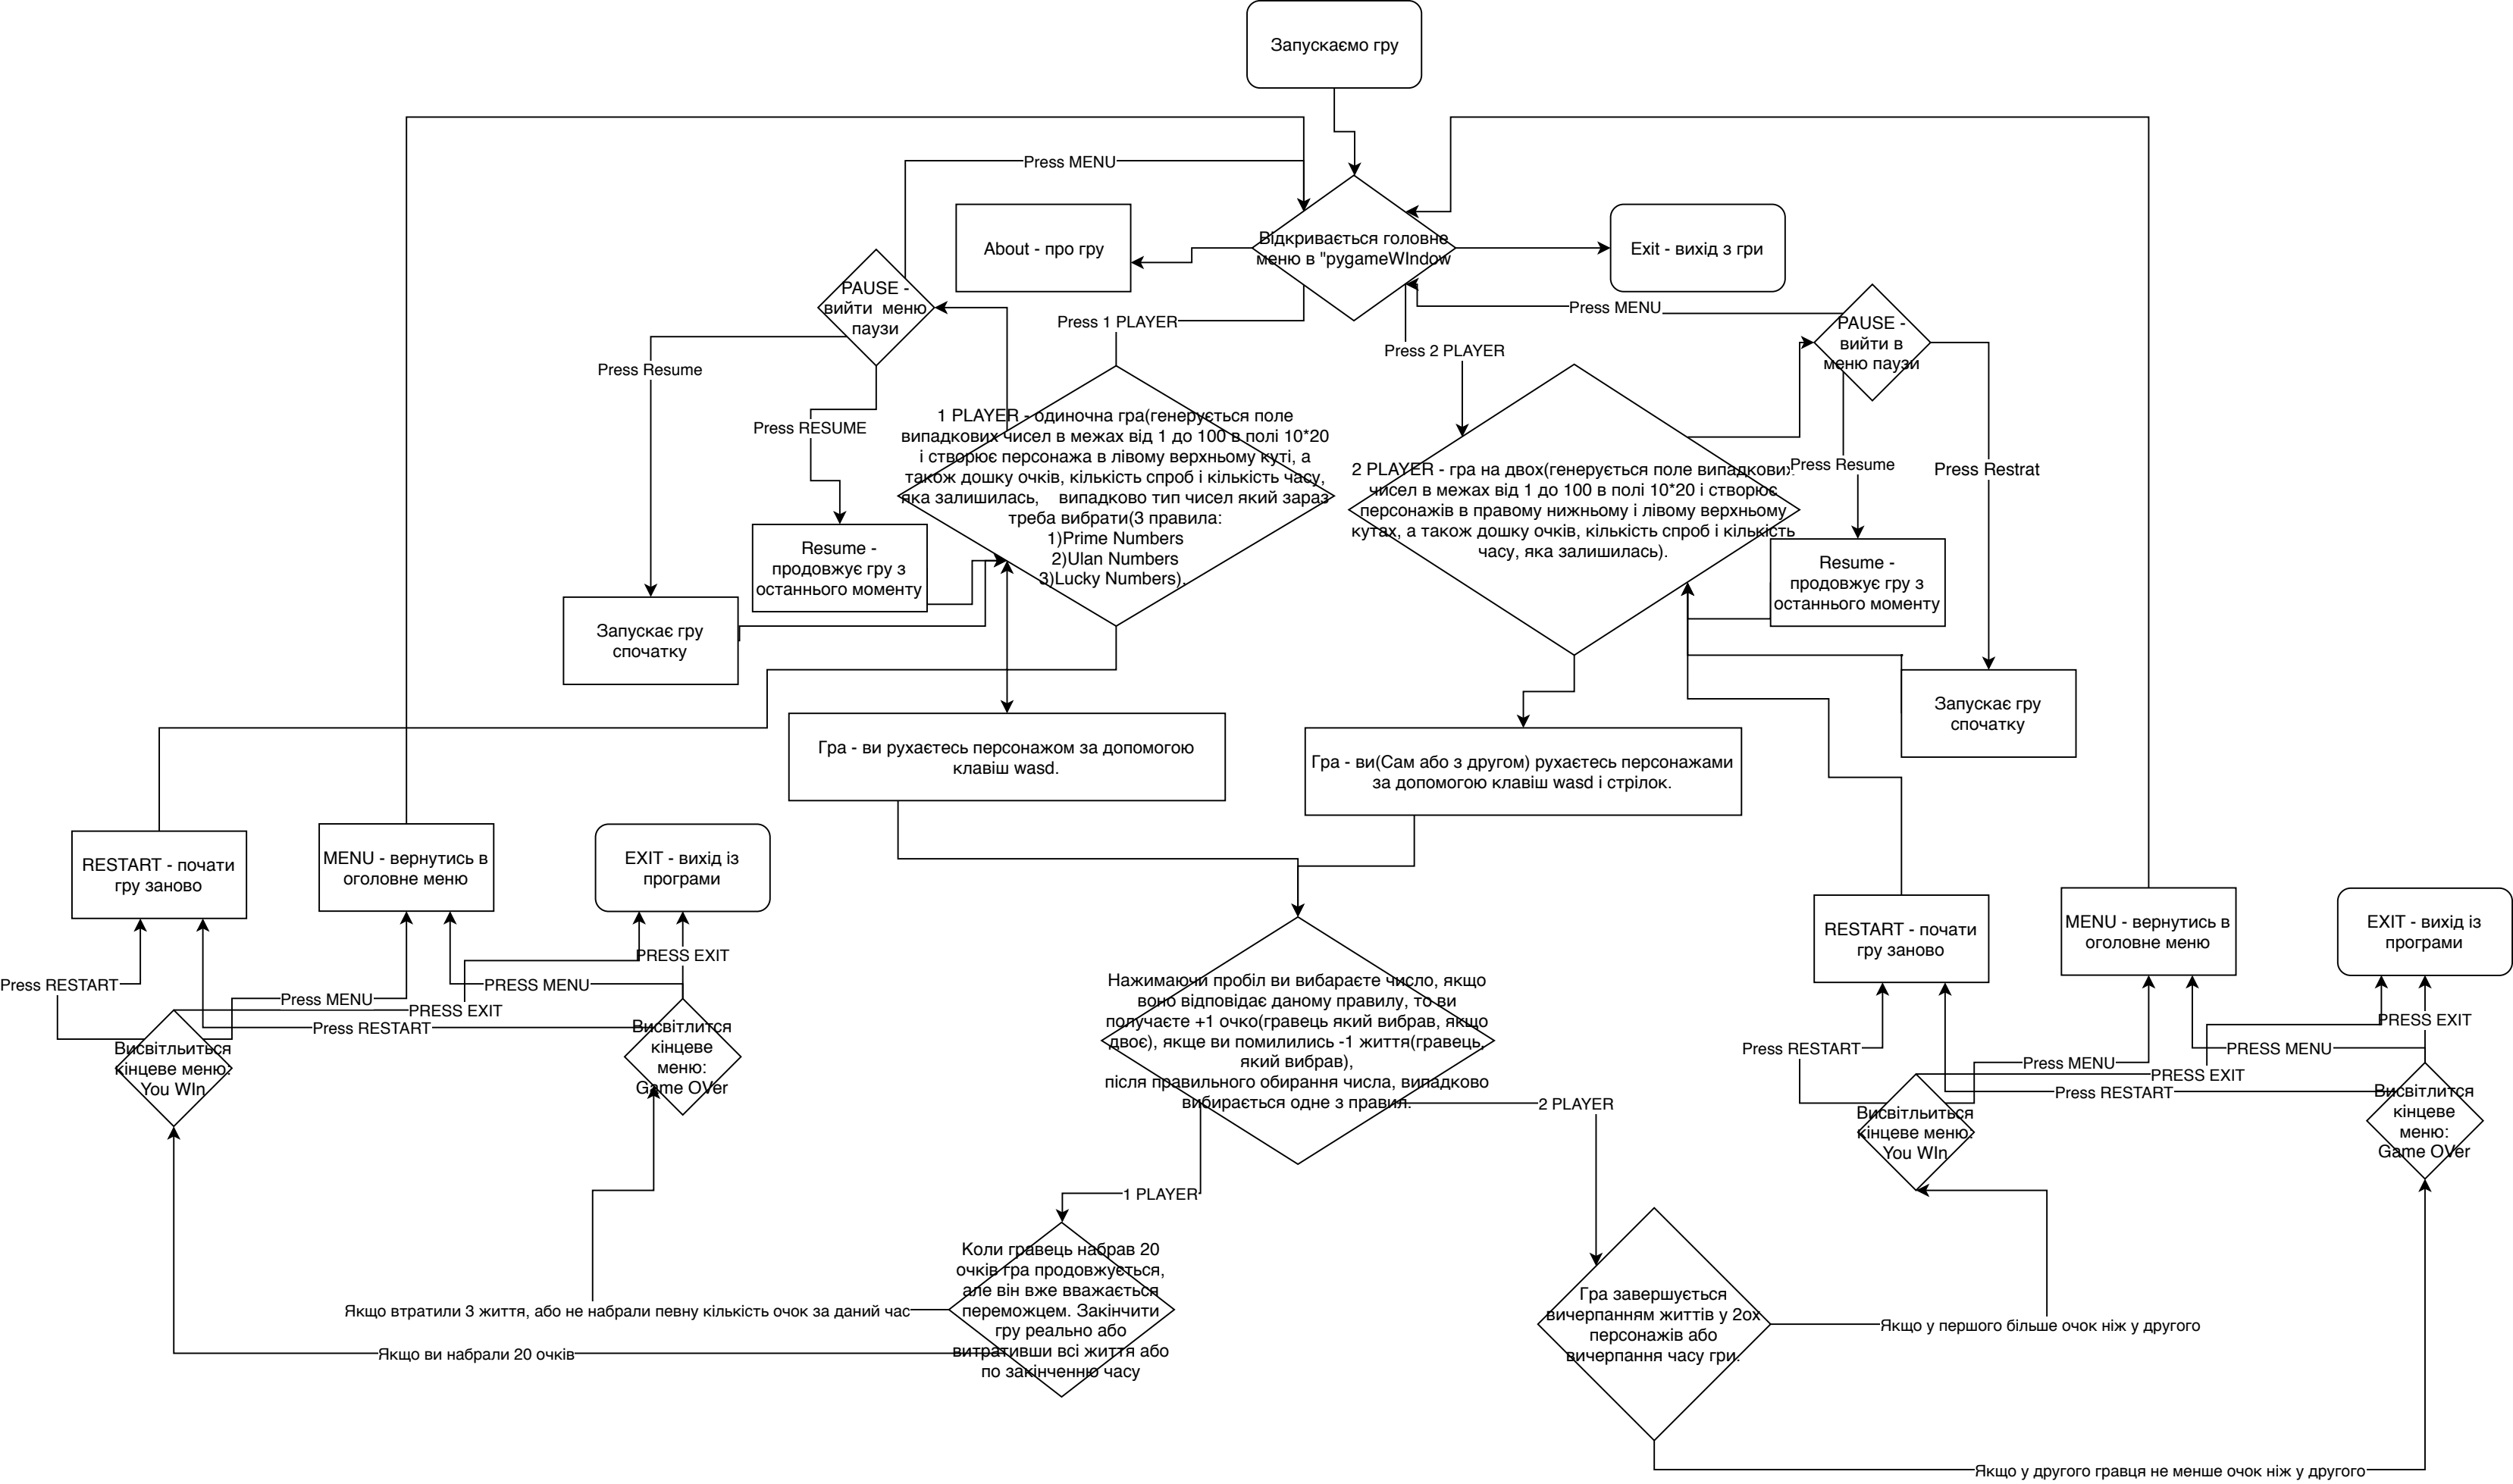 Запускаємо гру
Press MENU
About - про гру
Відкривається головне
меню в "pygameWIndow
Exit - вихід з гри
PAUSE -
вийти  меню
паузи
Press 1 PLAYER
Press MENU
PAUSE -
вийти в
меню паузи
Press 2 PLAYER
Press Resume
Press RESUME
1 PLAYER - одиночна гра(генерується поле
випадкових чисел в межах від 1 до 100 в полі 10*20
і створює персонажа в лівому верхньому куті, а
також дошку очків, кількість спроб і кількість часу,
яка залишилась,    випадково тип чисел який зараз
треба вибрати(3 правила:
1)Prime Numbers
2)Ulan Numbers
3)Lucky Numbers).
2 PLAYER - гра на двох(генерується поле випадкових
чисел в межах від 1 до 100 в полі 10*20 і створює
персонажів в правому нижньому і лівому верхньому
кутах, а також дошку очків, кількість спроб і кількість
часу, яка залишилась).
Press Resume
Press Restrat
Resume -
продовжує гру з
останнього моменту
Resume -
продовжує гру з
останнього моменту
Запускає гру
спочатку
Запускає гру
спочатку
Гра - ви рухаєтесь персонажом за допомогою
клавіш wasd.
Гра - ви(Сам або з другом) рухаєтесь персонажами
за допомогою клавіш wasd і стрілок.
RESTART - почати
гру заново
MENU - вернутись в
оголовне меню
EXIT - вихід із
програми
RESTART - почати
гру заново
MENU - вернутись в
оголовне меню
EXIT - вихід із
програми
PRESS EXIT
Press RESTART
PRESS MENU
Press MENU
PRESS EXIT
Press RESTART
Висвітльиться
кінцеве меню:
You WIn
Висвітлится
кінцеве
меню:
Game OVer
Нажимаючи пробіл ви вибараєте число, якщо
воно відповідає даному правилу, то ви
получаєте +1 очко(гравець який вибрав, якщо
двоє), якще ви помилились -1 життя(гравець,
який вибрав),
після правильного обирання числа, випадково
вибирається одне з правил.
PRESS EXIT
Press RESTART
PRESS MENU
Press MENU
PRESS EXIT
Press RESTART
Висвітльиться
кінцеве меню:
You WIn
Висвітлится
кінцеве
меню:
Game OVer
2 PLAYER
1 PLAYER
Коли гравець набрав 20
очків гра продовжується,
але він вже вважається
переможцем. Закінчити
гру реально або
витративши всі життя або
по закінченню часу
Якщо втратили 3 життя, або не набрали певну кількість очок за даний час
Якщо ви набрали 20 очків
Гра завершується
вичерпанням життів у 2ох
персонажів або
вичерпання часу гри.
Якщо у першого більше очок ніж у другого
Якщо у другого гравця не менше очок ніж у другого